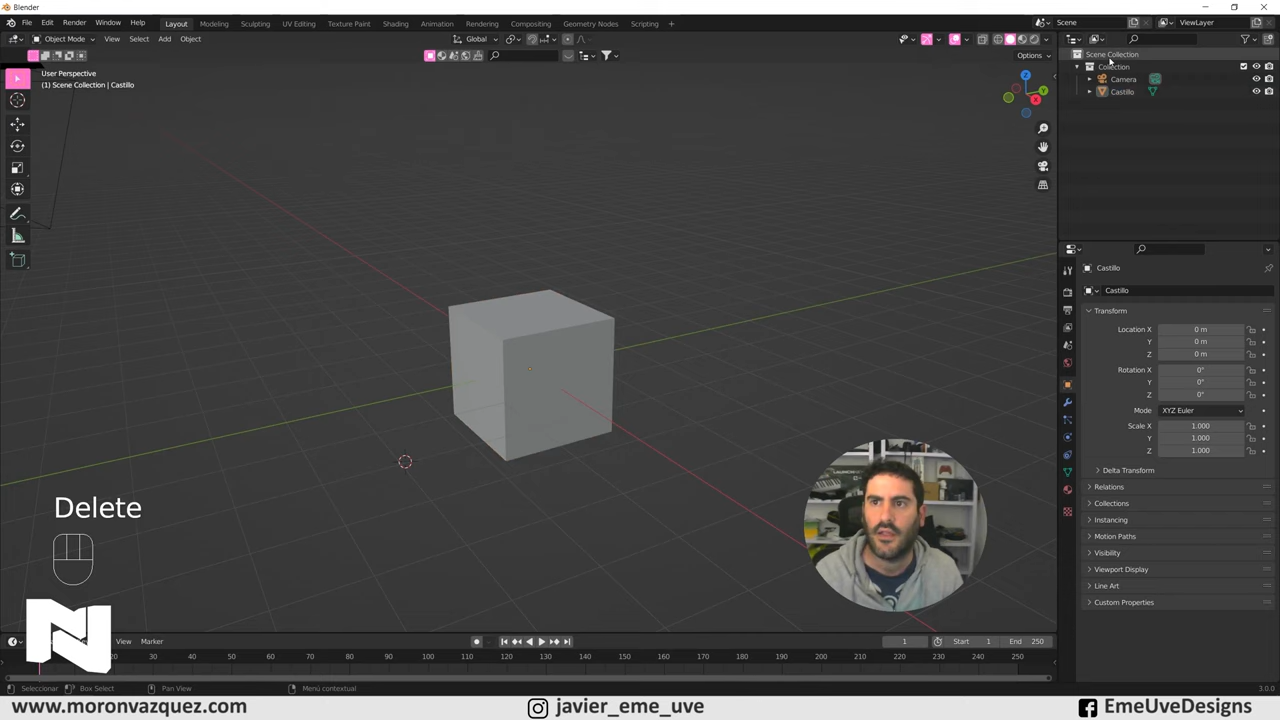 Blender
File Edit Render Window Help Layout Modeling Sculpting UV Editing Texture Paint Shading Animation Rendering Compositing Geometry Nodes Scripting + Scene ViewLayer
Object Mode View Select Add Object Global
Options
User Perspective
(1) Scene Collection | Castillo
X
Y
Z
Scene Collection
Collection
Camera
Castillo
Castillo
Castillo
Transform
Location X 0 m
Y 0 m
Z 0 m
Rotation X 0°
Y 0°
Z 0°
Mode XYZ Euler
Scale X 1.000
Y 1.000
Z 1.000
Delta Transform
Relations
Collections
Instancing
Motion Paths
Visibility
Viewport Display
Line Art
Custom Properties
Delete
N
View Marker
1 Start 1 End 250
20 30 40 50 60 70 80 90 100 110 120 130 140 150 160 170 180 190 200 210 220 230 240 250
Seleccionar Box Select Pan View Menú contextual 3.0.0
www.moronvazquez.com javier_eme_uve EmeUveDesigns